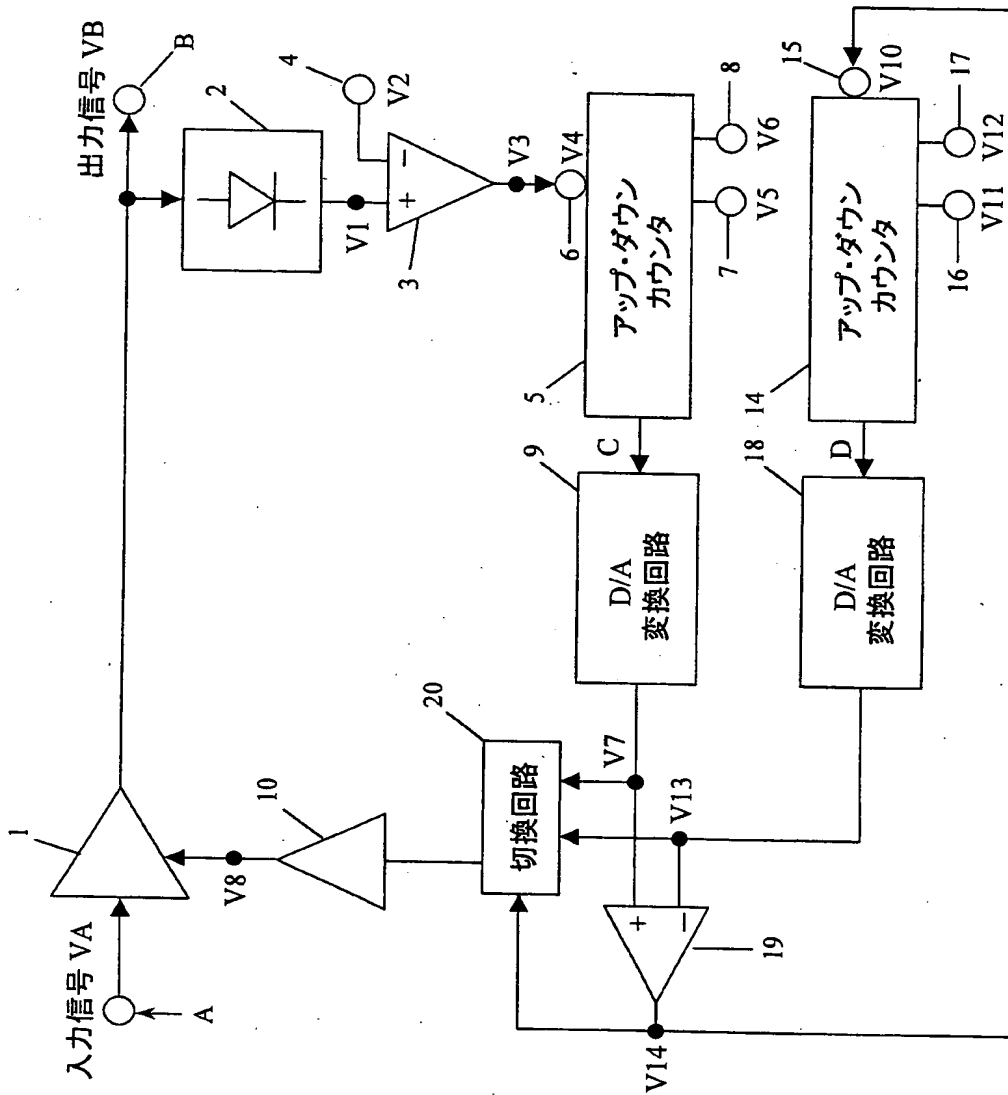 入力信号 VA
A
1
V8
10
出力信号 VB
B
2
V1
4
V2
+
−
3
V3
V4
6
アップ・ダウン
カウンタ
5
V5
7
V6
8
C
9
D/A
変換回路
V7
20
切換回路
V13
+
−
19
V14
15
V10
アップ・ダウン
カウンタ
14
V11
16
V12
17
D
18
D/A
変換回路